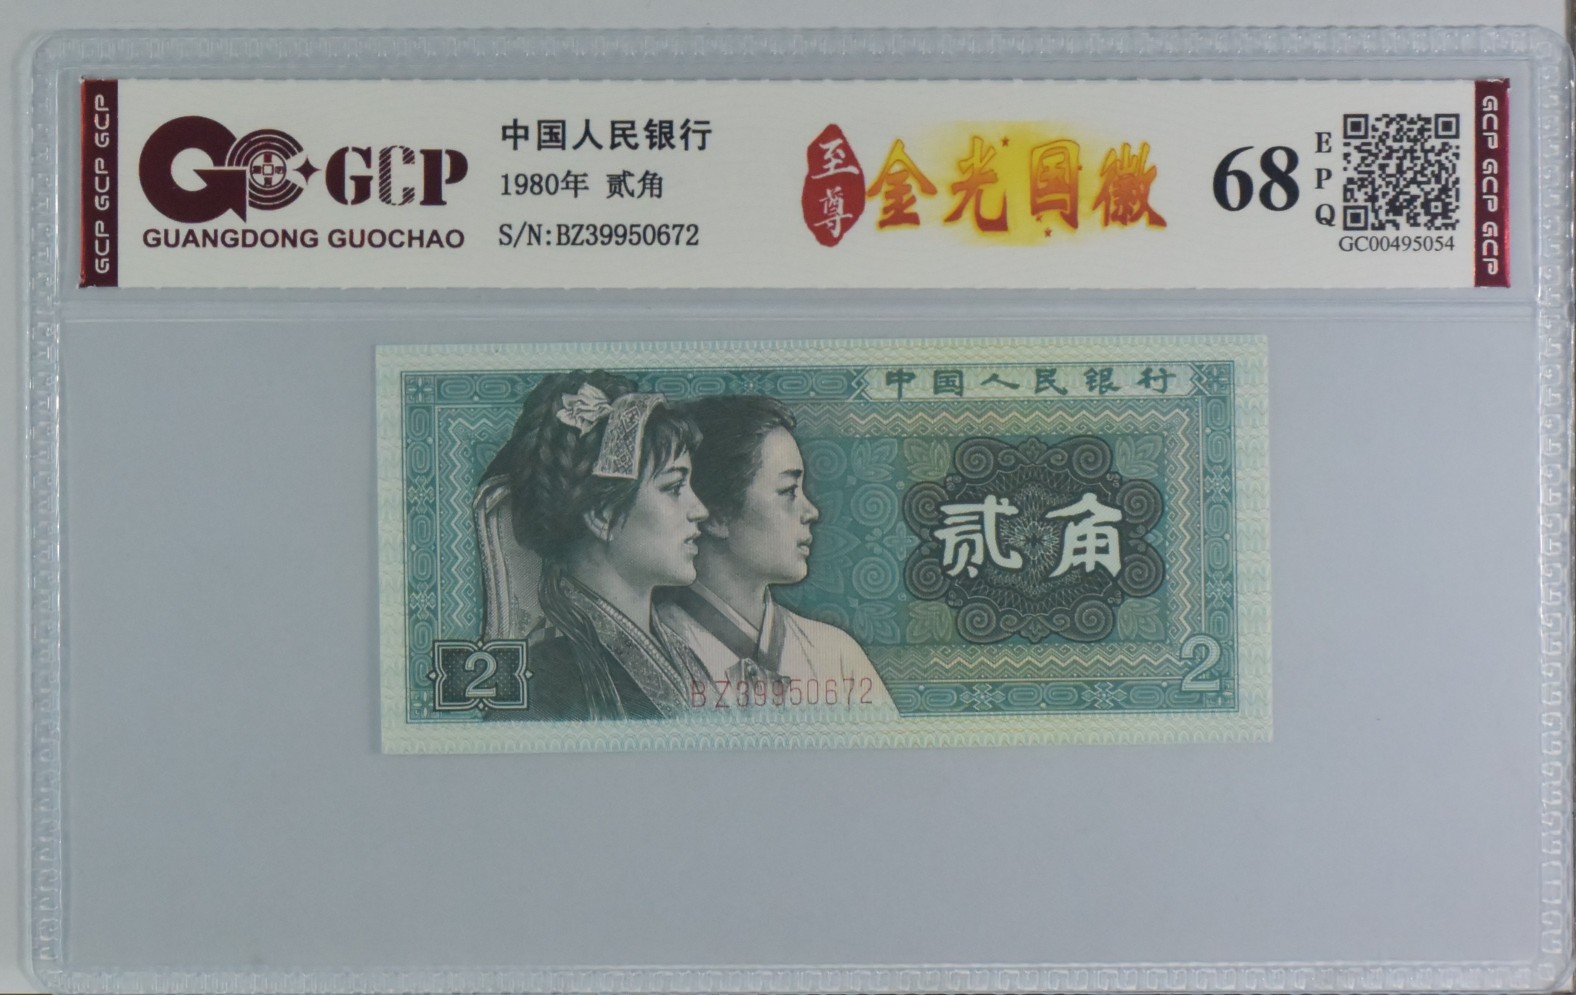 GCP GCP GCP
GCP
GUANGDONG GUOCHAO
中国人民银行
1980年 贰角
S/N:BZ39950672
至尊
金光国徽
68
EPQ
GC00495054
GCP GCP GCP
中国人民银行
贰角
2
BZ39950672
2